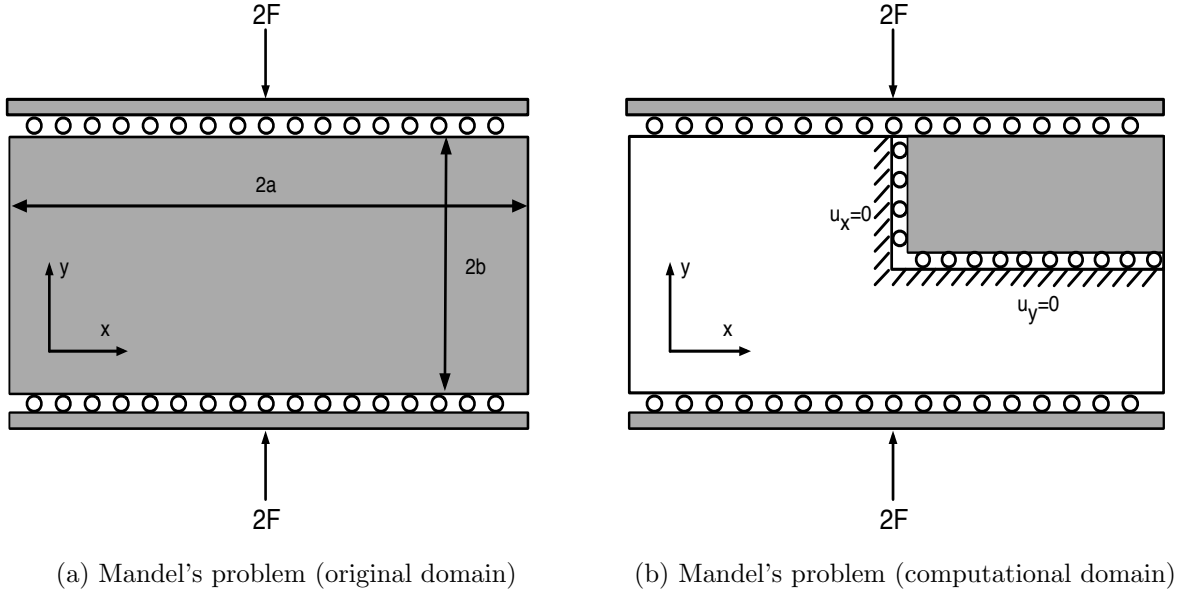 2F
2a
2b
y
x
2F
(a) Mandel's problem (original domain)
2F
u_x=0
u_y=0
y
x
2F
(b) Mandel's problem (computational domain)